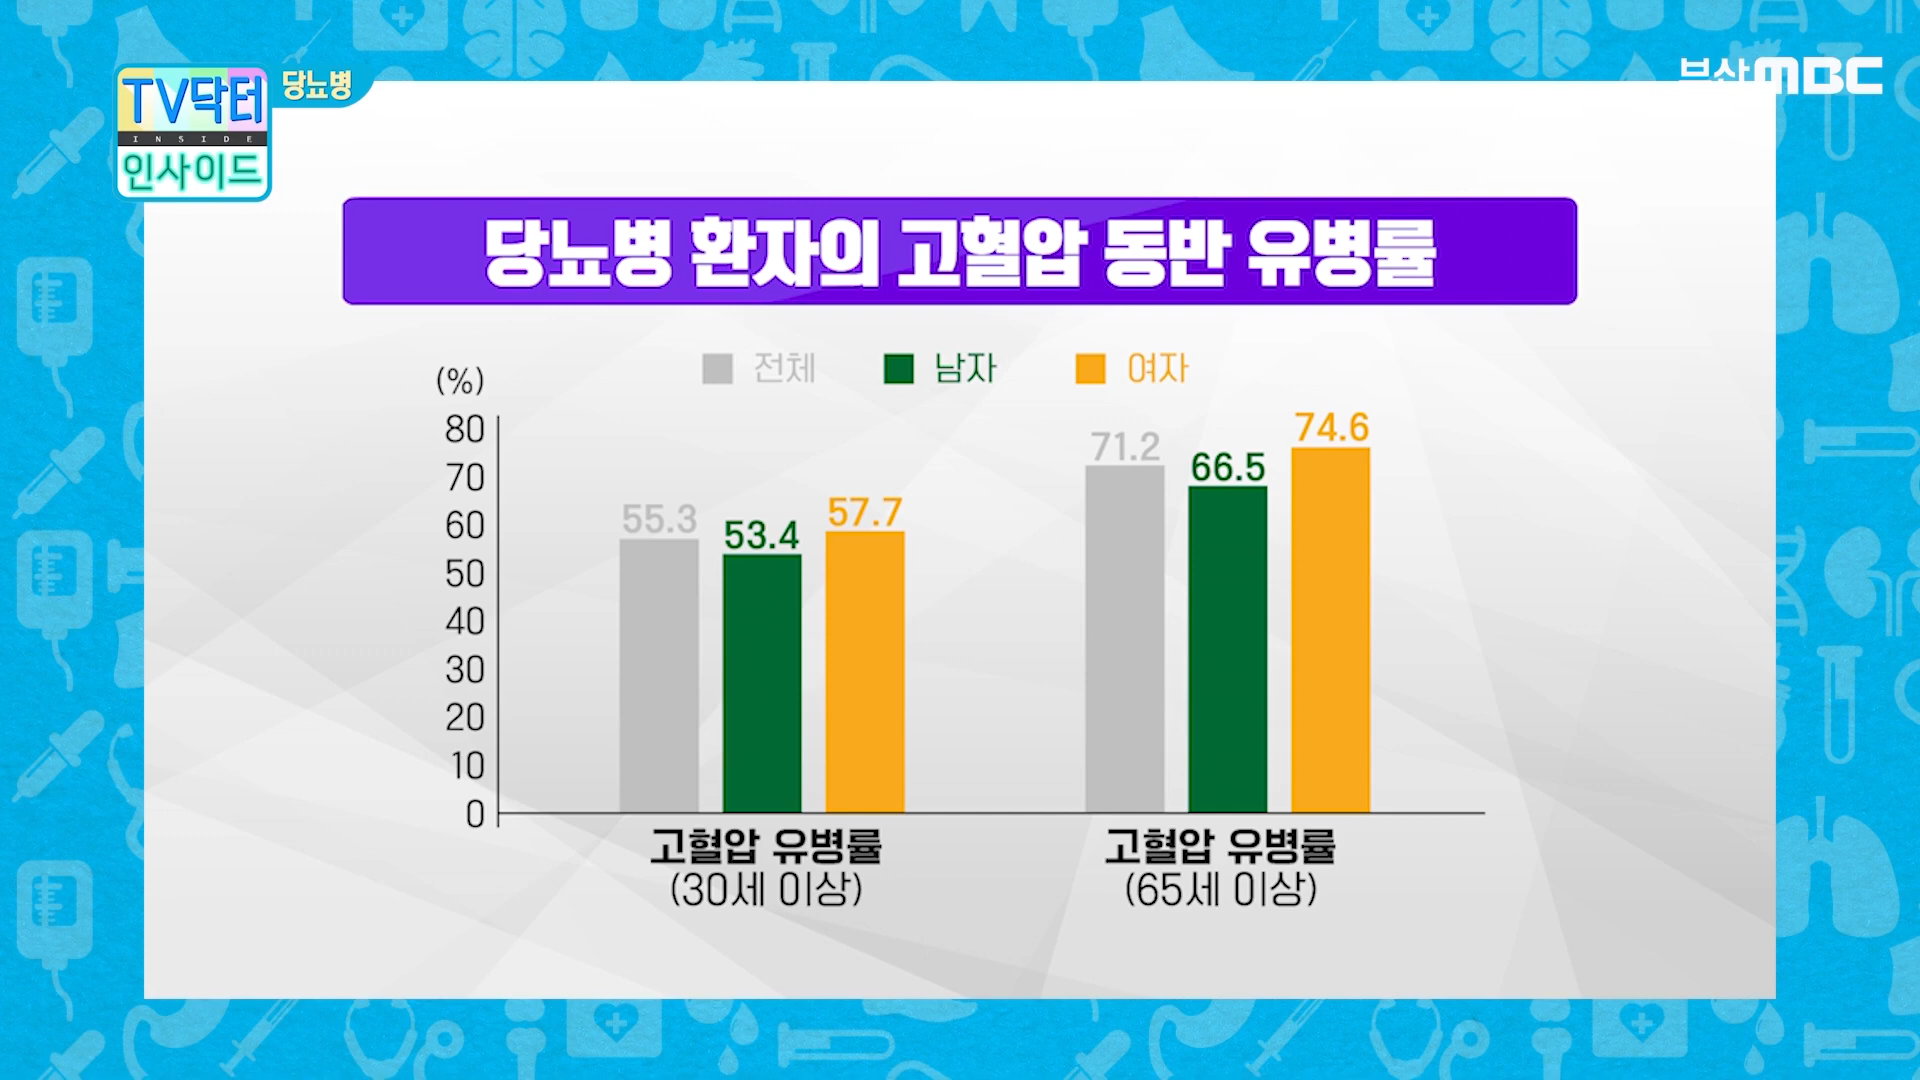 TV닥터
INSIDE
인사이드
당뇨병
부산MBC
당뇨병 환자의 고혈압 동반 유병률
전체 남자 여자
(%)
80
70
60
50
40
30
20
10
0
55.3
53.4
57.7
71.2
66.5
74.6
고혈압 유병률
(30세 이상)
고혈압 유병률
(65세 이상)